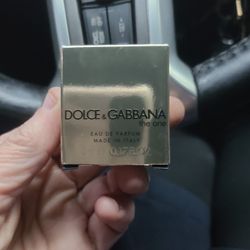 DOLCE & GABBANA
the one
EAU DE PARFUM
MADE IN ITALY